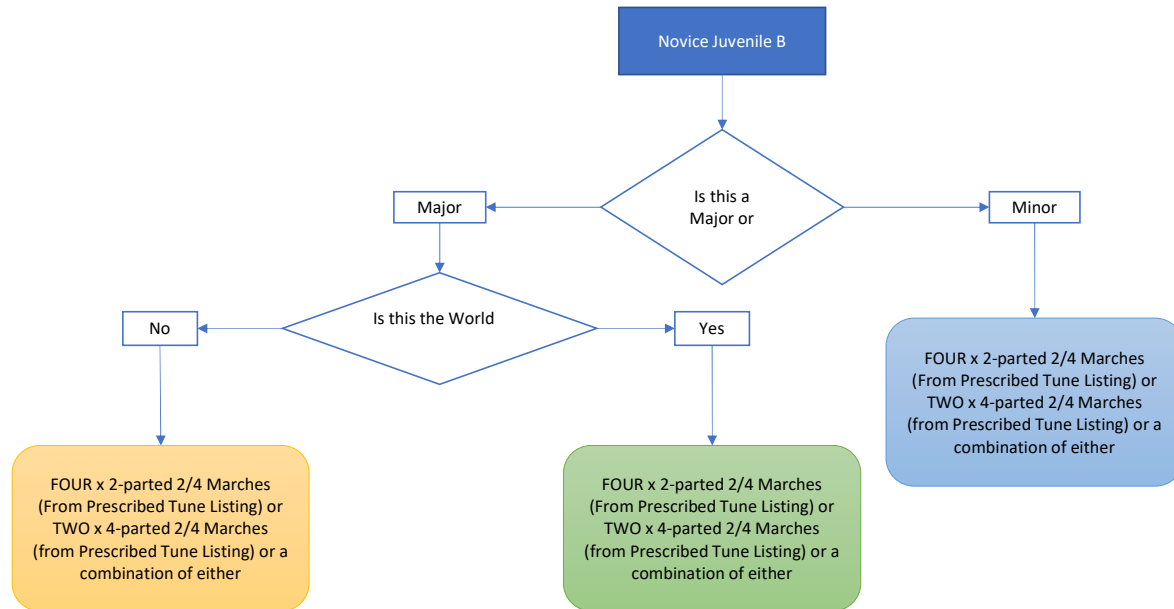 Novice Juvenile B
Is this a
Major or
Major
Minor
Is this the World
No
Yes
FOUR x 2-parted 2/4 Marches
(From Prescribed Tune Listing) or
TWO x 4-parted 2/4 Marches
(from Prescribed Tune Listing) or a
combination of either
FOUR x 2-parted 2/4 Marches
(From Prescribed Tune Listing) or
TWO x 4-parted 2/4 Marches
(from Prescribed Tune Listing) or a
combination of either
FOUR x 2-parted 2/4 Marches
(From Prescribed Tune Listing) or
TWO x 4-parted 2/4 Marches
(from Prescribed Tune Listing) or a
combination of either